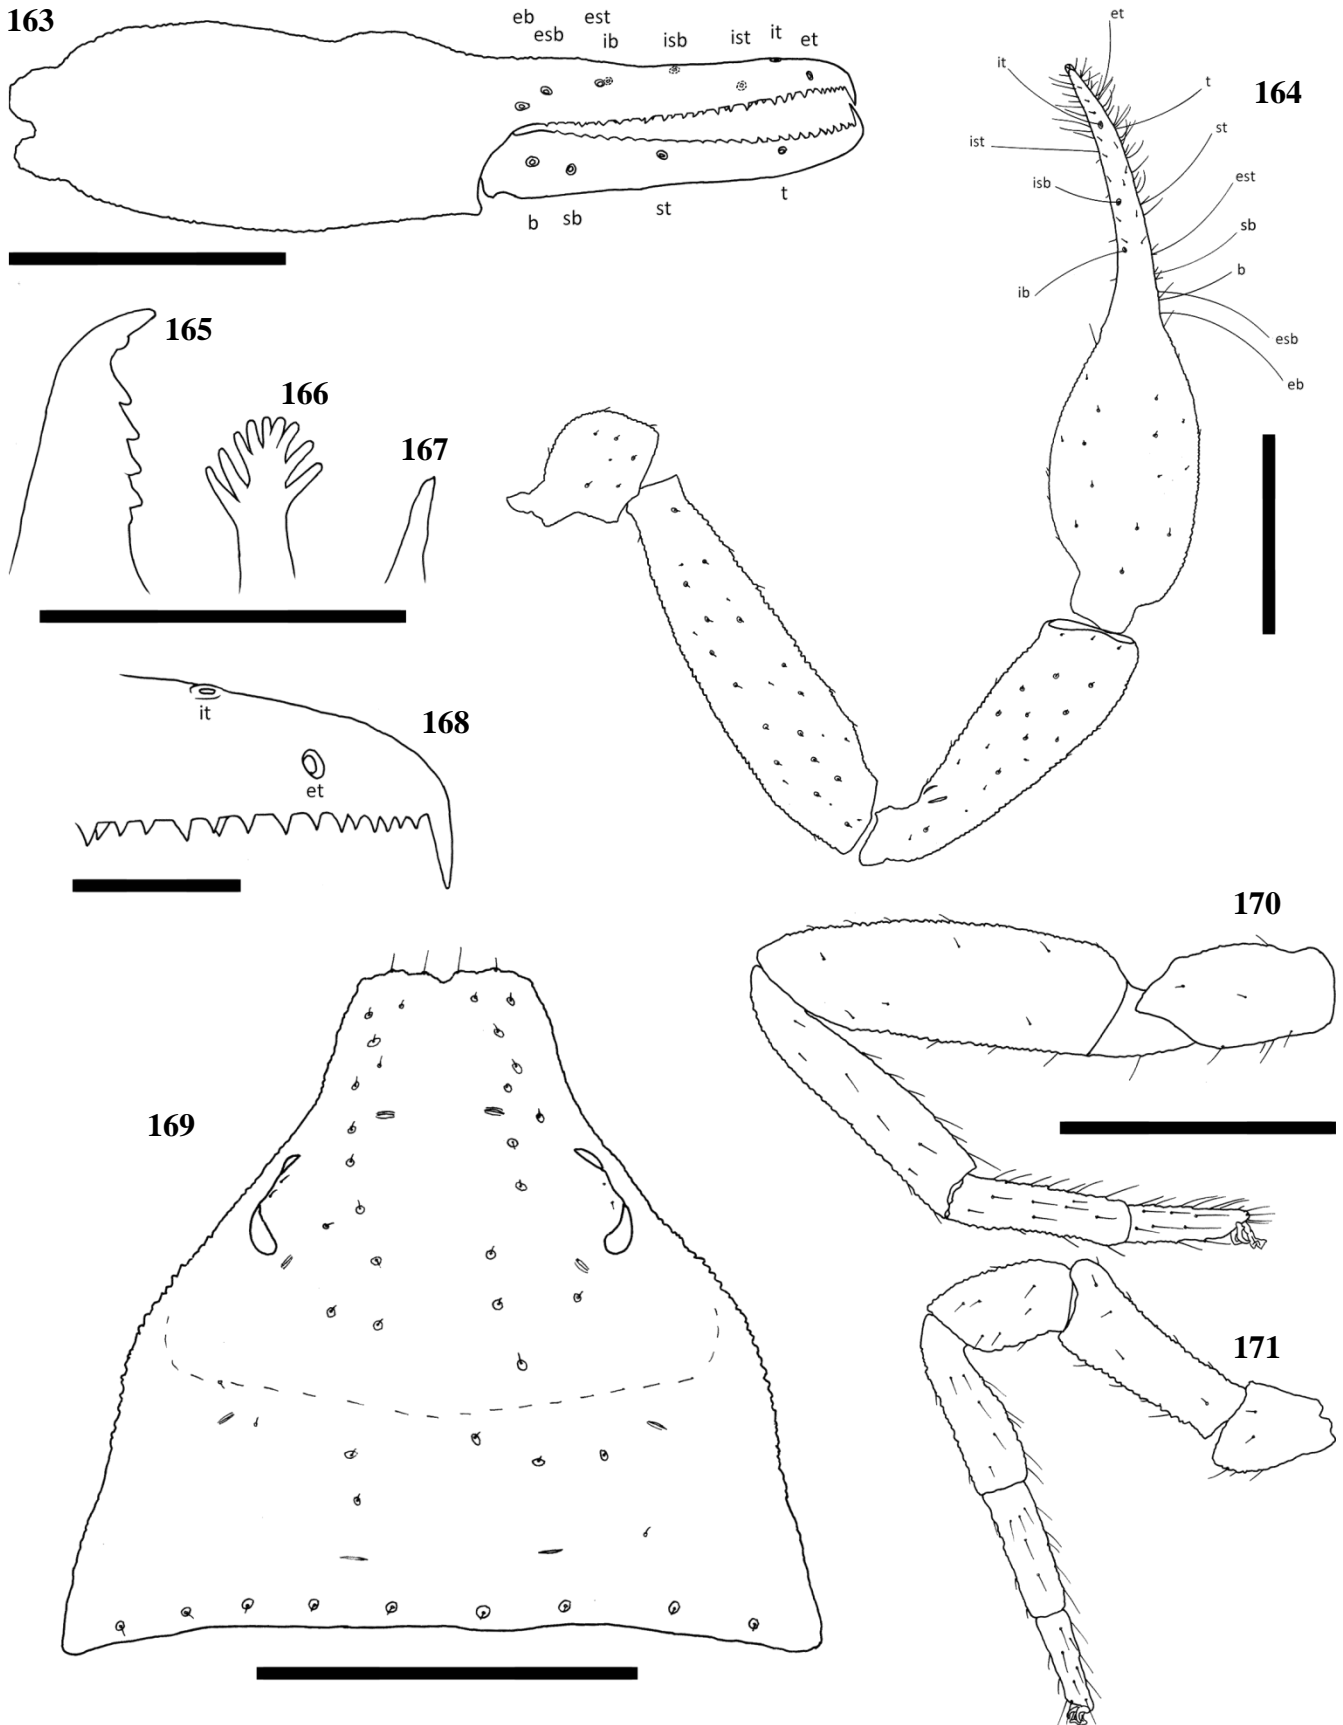 163
eb est it et
esb ib isb ist
b sb st t
164
et
it
t
ist
st
isb
est
sb
ib
b
esb
eb
165
166
167
168
it
et
169
170
171